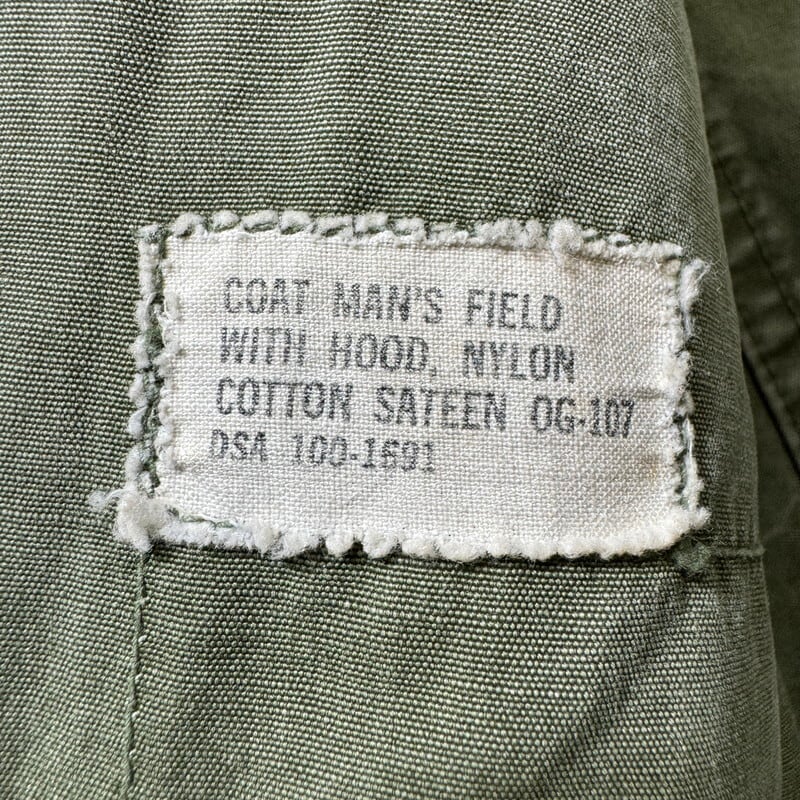 COAT MAN'S FIELD
WITH HOOD, NYLON
COTTON SATEEN OG-107
DSA 100-1691